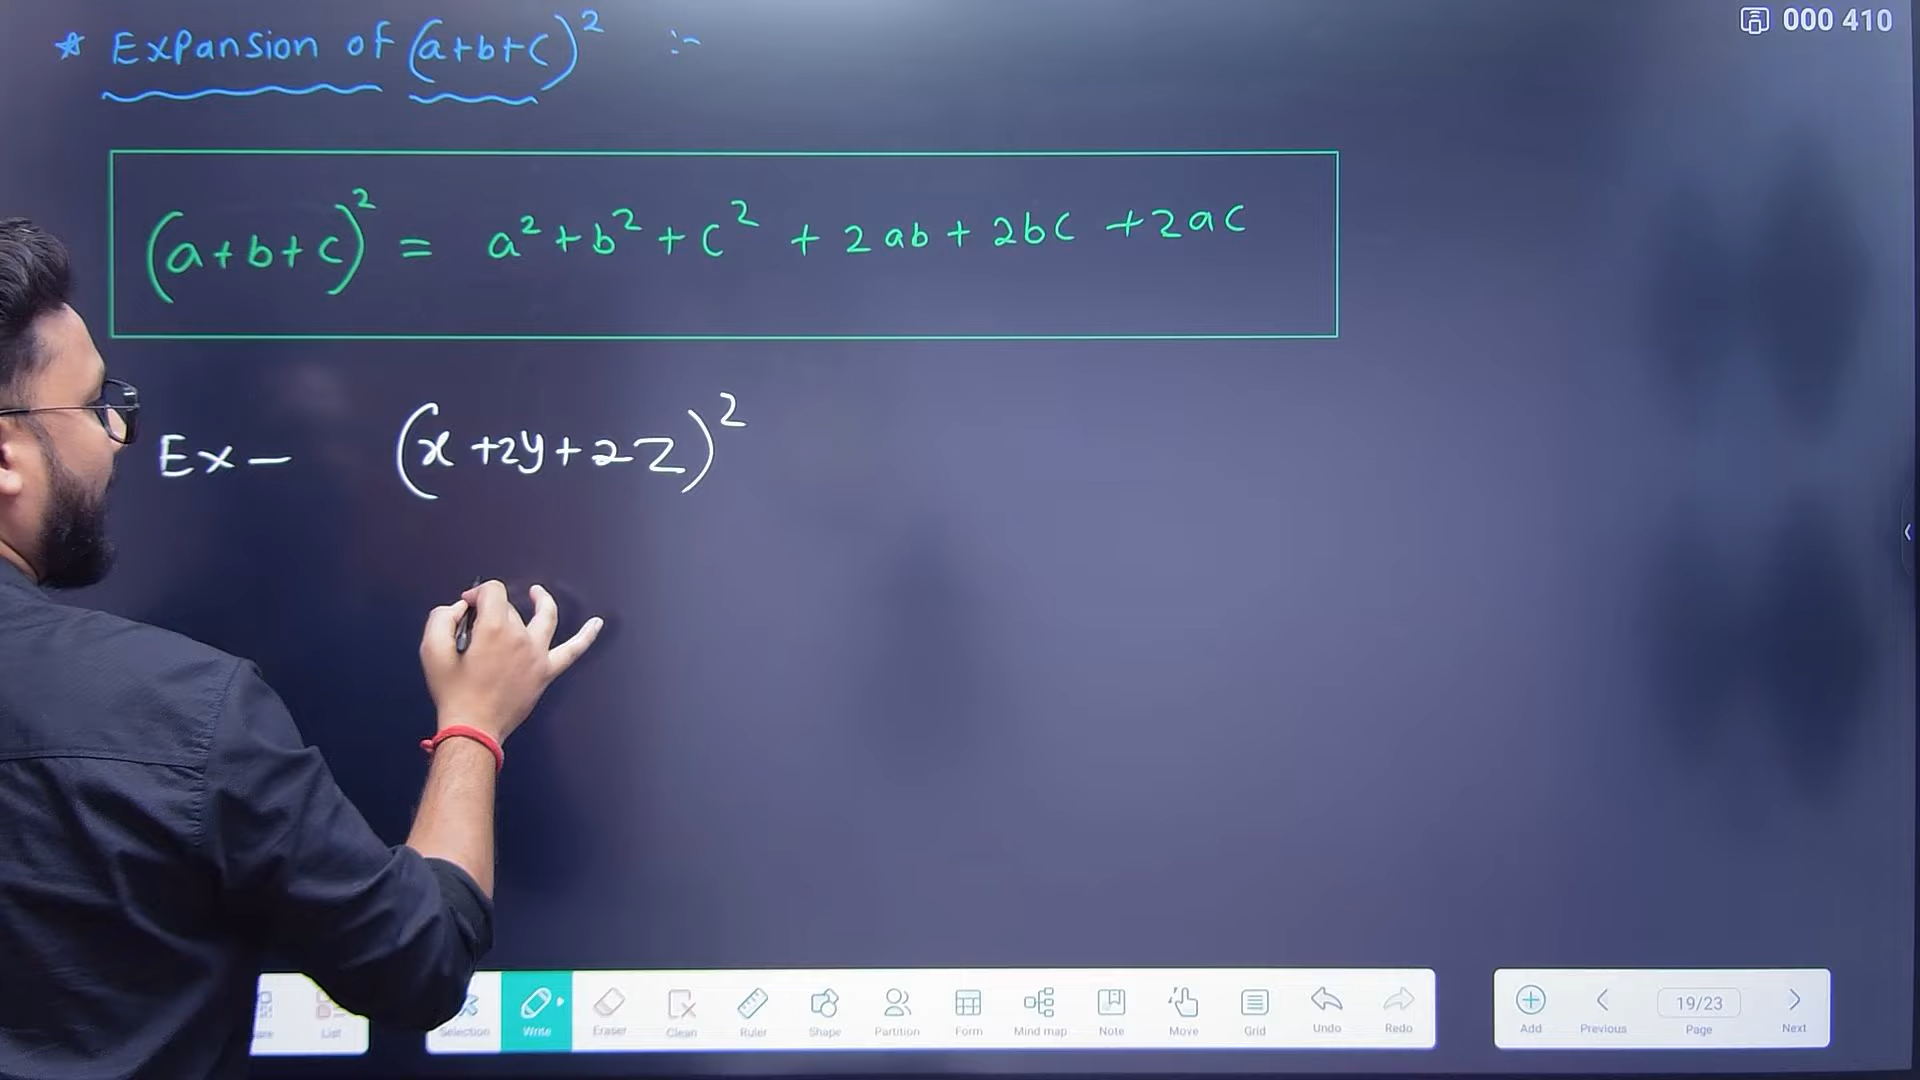 ☆ Expansion of (a+b+c)² :-
000 410
(a+b+c)² = a²+b²+c² + 2ab + 2bc + 2ac
Ex - (x +2y+2z)²
List Selection Write Eraser Clean Ruler Shape Partition Form Mind map Note Move Grid Undo Redo Add Previous 19/23 Page Next